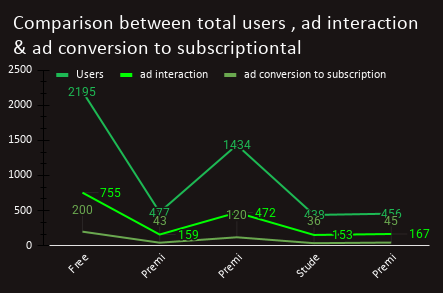 Comparison between total users , ad interaction
& ad conversion to subscriptiontal
2500
Users
ad interaction
ad conversion to subscription
2000
1500
1000
500
0
2195
477
1434
438
456
755
159
472
153
167
200
43
120
36
45
Free
Premi
Premi
Stude
Premi